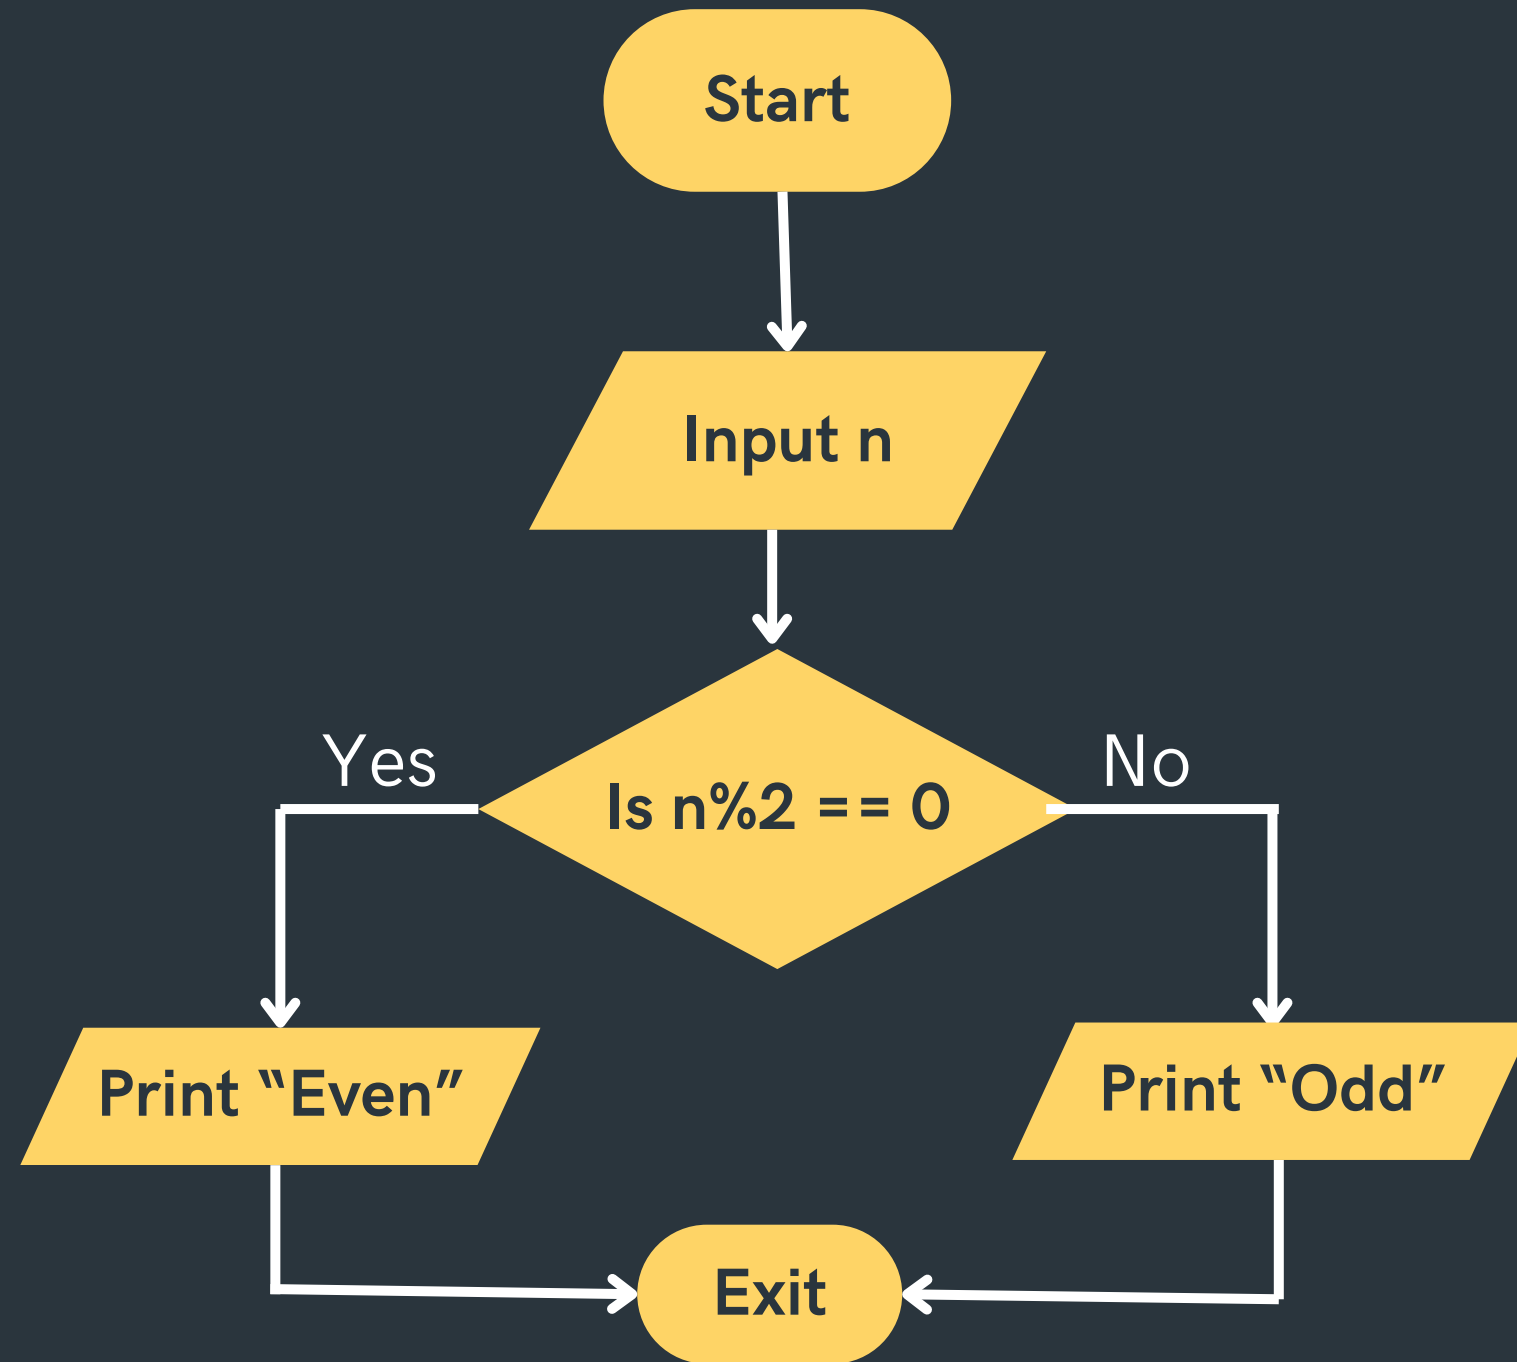 Start
Input n
Yes
No
Is n%2 == 0
Print “Even”
Print “Odd”
Exit